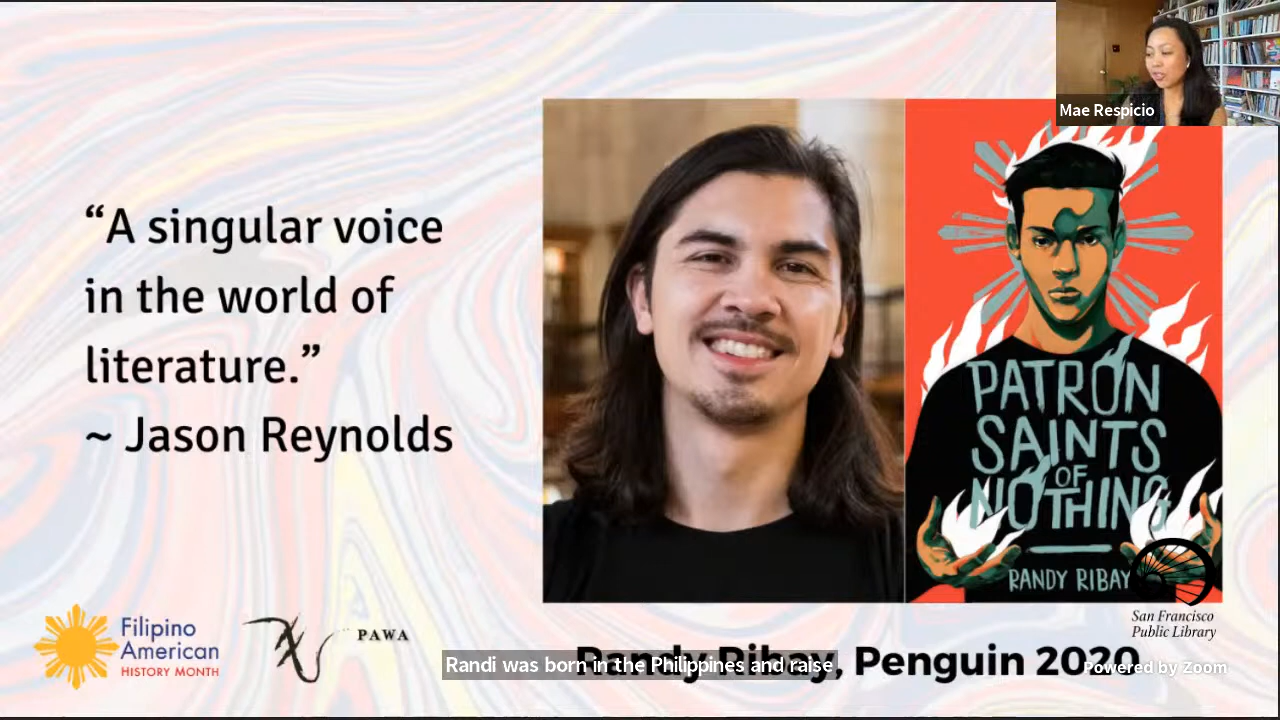 Mae Respicio
“A singular voice
in the world of
literature.”
~ Jason Reynolds
PATRON
SAINTS
OF
NOTHING
RANDY RIBAY
San Francisco
Public Library
Filipino
American
HISTORY MONTH
PAWA
Randy Ribay, Penguin 2020
Randi was born in the Philippines and raise
Powered by Zoom